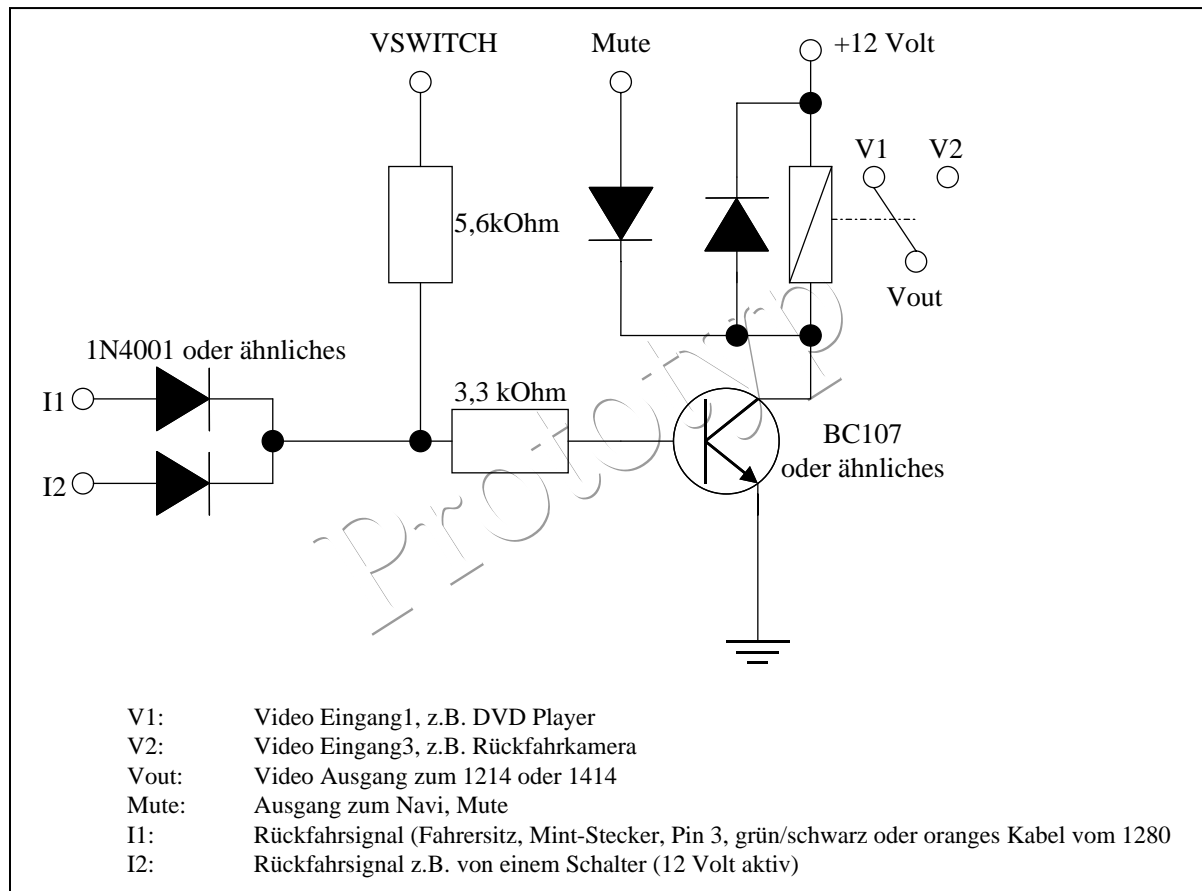 VSWITCH
Mute
+12 Volt
V1
V2
5,6kOhm
Vout
1N4001 oder ähnliches
I1
3,3 kOhm
BC107
oder ähnliches
I2
Prototyp
V1: Video Eingang1, z.B. DVD Player
V2: Video Eingang3, z.B. Rückfahrkamera
Vout: Video Ausgang zum 1214 oder 1414
Mute: Ausgang zum Navi, Mute
I1: Rückfahrsignal (Fahrersitz, Mint-Stecker, Pin 3, grün/schwarz oder oranges Kabel vom 1280
I2: Rückfahrsignal z.B. von einem Schalter (12 Volt aktiv)